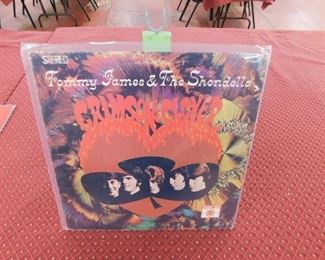 STEREO
Tommy James & The Shondells
CRIMSON & CLOVER